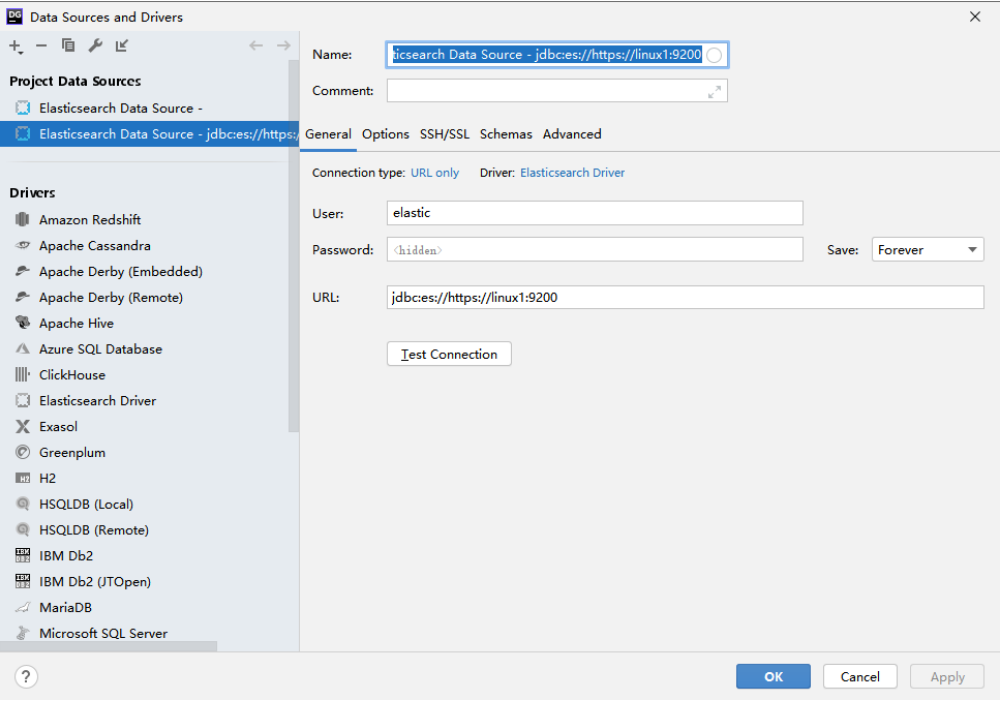 DG Data Sources and Drivers
Project Data Sources
Elasticsearch Data Source -
Elasticsearch Data Source - jdbc:es://https:/
Drivers
Amazon Redshift
Apache Cassandra
Apache Derby (Embedded)
Apache Derby (Remote)
Apache Hive
Azure SQL Database
ClickHouse
Elasticsearch Driver
Exasol
Greenplum
H2
HSQLDB (Local)
HSQLDB (Remote)
IBM Db2
IBM Db2 (JTOpen)
MariaDB
Microsoft SQL Server
Name: ticsearch Data Source - jdbc:es://https://linux1:9200
Comment:
General Options SSH/SSL Schemas Advanced
Connection type: URL only Driver: Elasticsearch Driver
User: elastic
Password: <hidden> Save: Forever
URL: jdbc:es://https://linux1:9200
Test Connection
? OK Cancel Apply